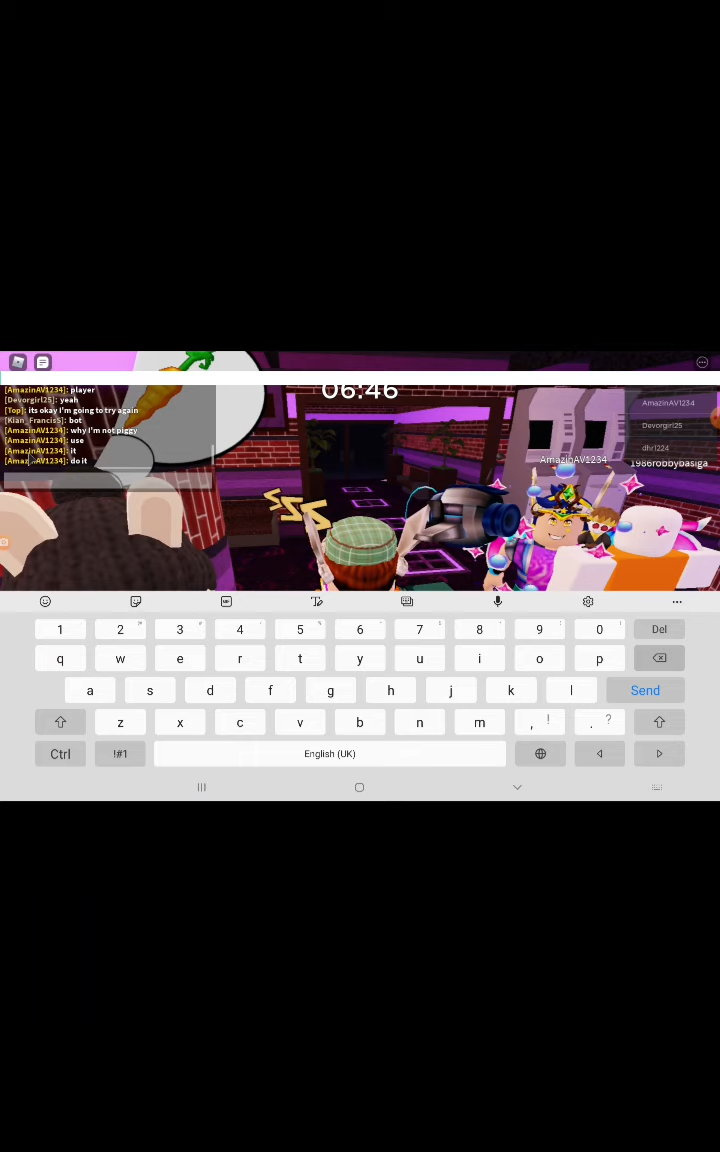 06:46
[AmazinAV1234]: player
[Devorgirl25]: yeah
[Top]: its okay I'm going to try again
[Kian_Francis5]: bot
[AmazinAV1234]: why I'm not piggy
[AmazinAV1234]: use
[AmazinAV1234]: it
[AmazinAV1234]: do it
AmazinAV1234
Devorgirl25
dhr1224
1986robbybasiga
AmazinAV1234
1 2 3 4 5 6 7 8 9 0 Del
q w e r t y u i o p
a s d f g h j k l Send
z x c v b n m , ! . ?
Ctrl !#1 English (UK)